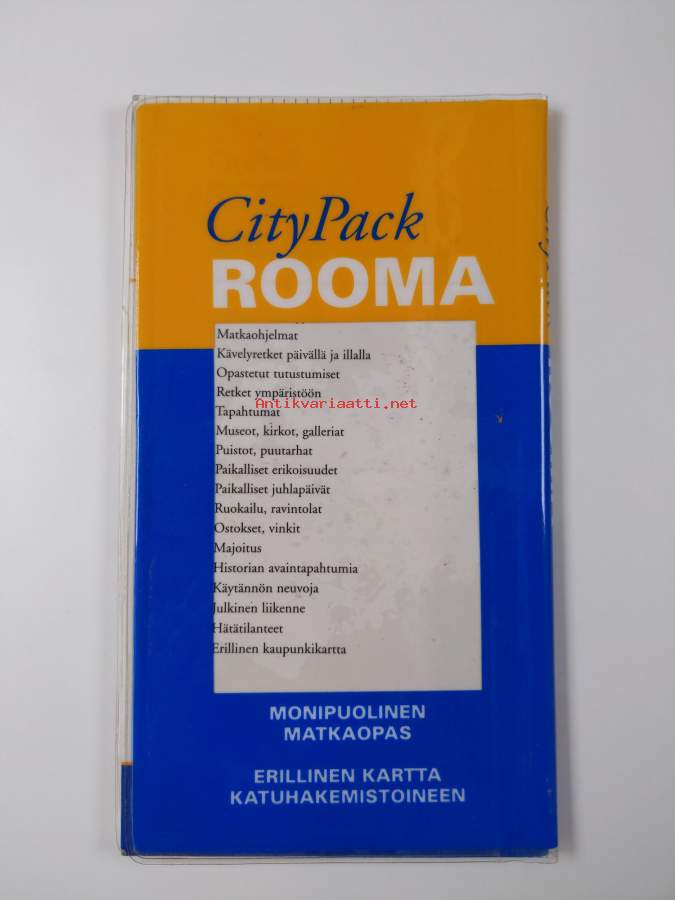 CityPack
ROOMA
Matkaohjelmat
Kävelyretket päivällä ja illalla
Opastetut tutustumiset
Retket ympäristöön
Antikvariaatti.net
Tapahtumat
Museot, kirkot, galleriat
Puistot, puutarhat
Paikalliset erikoisuudet
Paikalliset juhlapäivät
Ruokailu, ravintolat
Ostokset, vinkit
Majoitus
Historian avaintapahtumia
Käytännön neuvoja
Julkinen liikenne
Hätätilanteet
Erillinen kaupunkikartta
MONIPUOLINEN
MATKAOPAS
ERILLINEN KARTTA
KATUHAKEMISTOINEEN